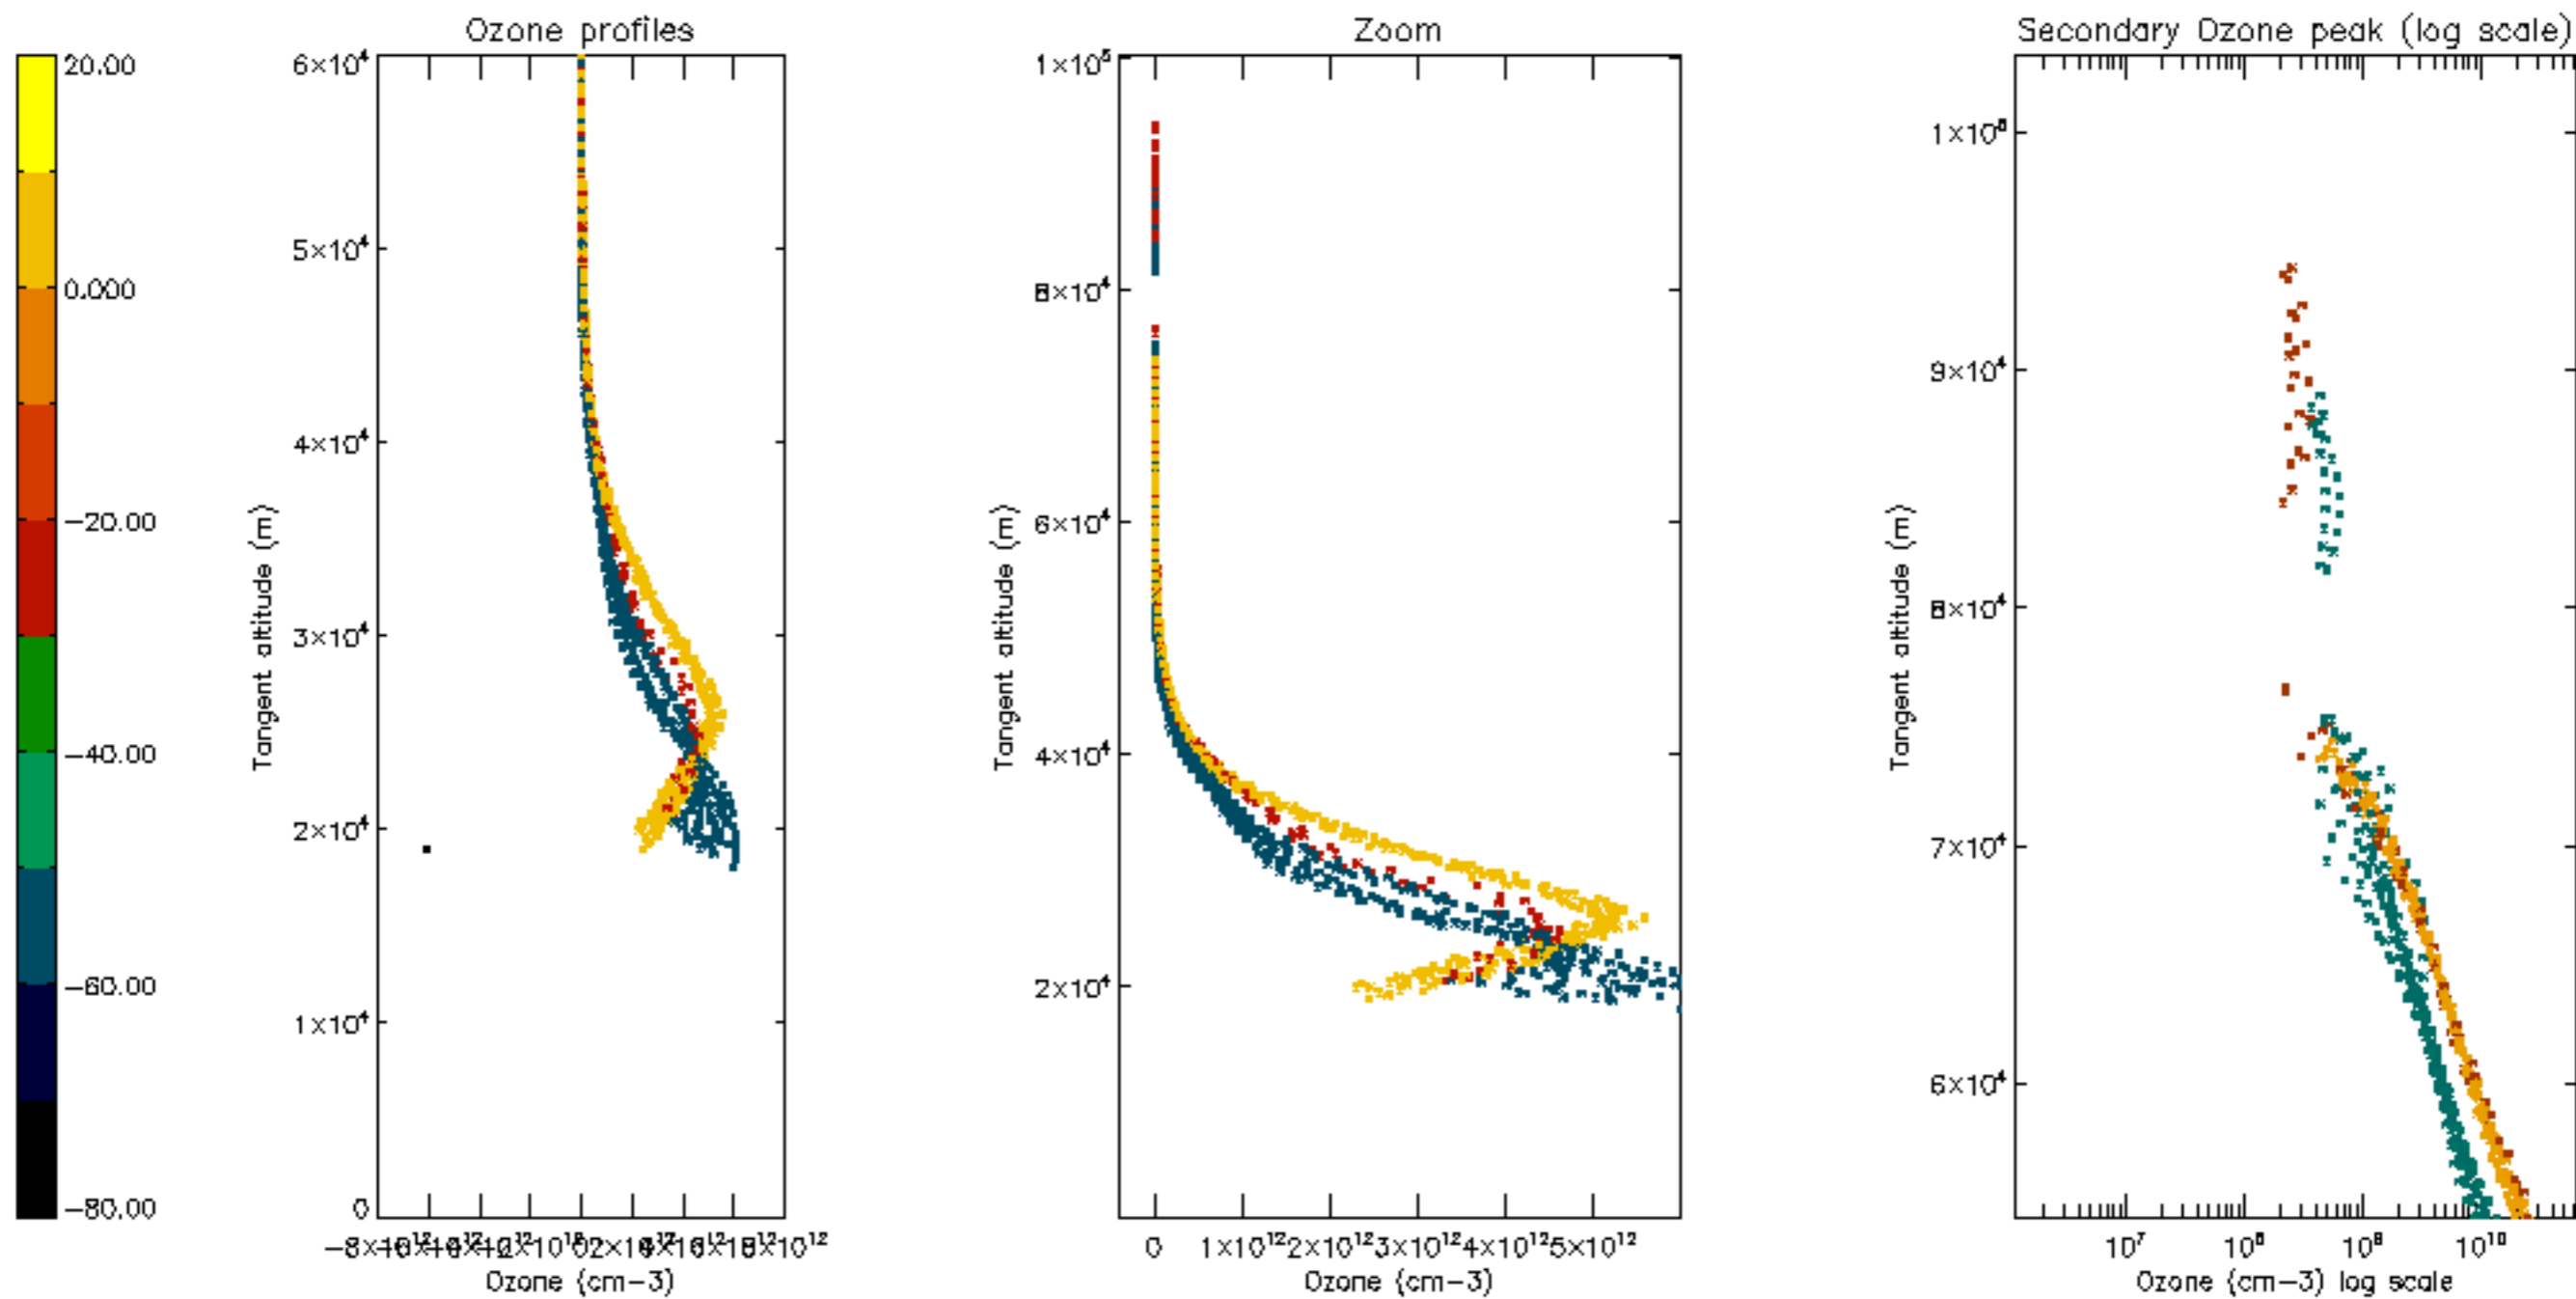 Ozone profiles
Zoom
Secondary Ozone peak (log scale)
20.00
0.000
−20.00
−40.00
−60.00
−80.00
6×10⁴
5×10⁴
4×10⁴
3×10⁴
2×10⁴
1×10⁴
0
Tangent altitude (m)
Ozone (cm−3)
1×10⁵
8×10⁴
6×10⁴
4×10⁴
2×10⁴
Tangent altitude (m)
0 1×10¹² 2×10¹² 3×10¹² 4×10¹² 5×10¹²
Ozone (cm−3)
9×10⁴
8×10⁴
7×10⁴
6×10⁴
Tangent altitude (m)
10⁷ 10⁸ 10⁹ 10¹⁰
Ozone (cm−3) log scale